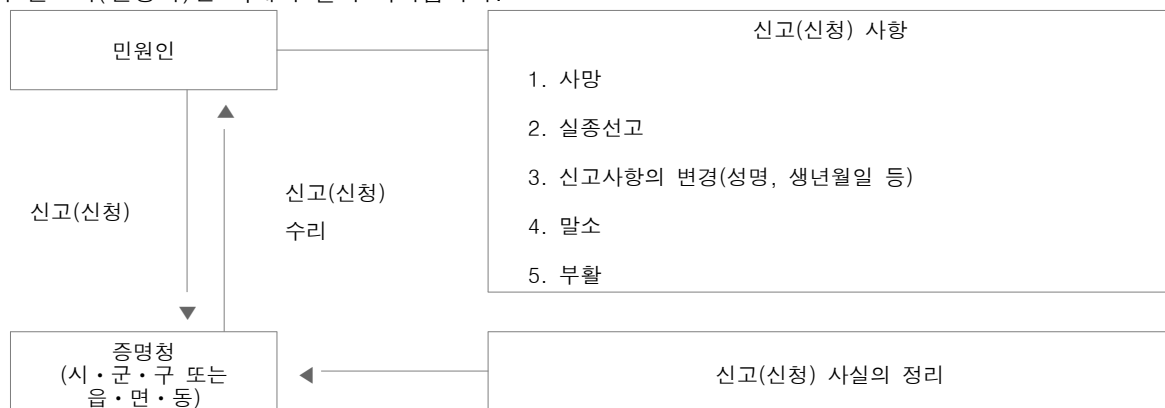 민원인
신고(신청) 사항
1. 사망
2. 실종선고
3. 신고사항의 변경(성명, 생년월일 등)
4. 말소
5. 부활
신고(신청)
신고(신청)
수리
증명청
(시・군・구 또는
읍・면・동)
신고(신청) 사실의 정리